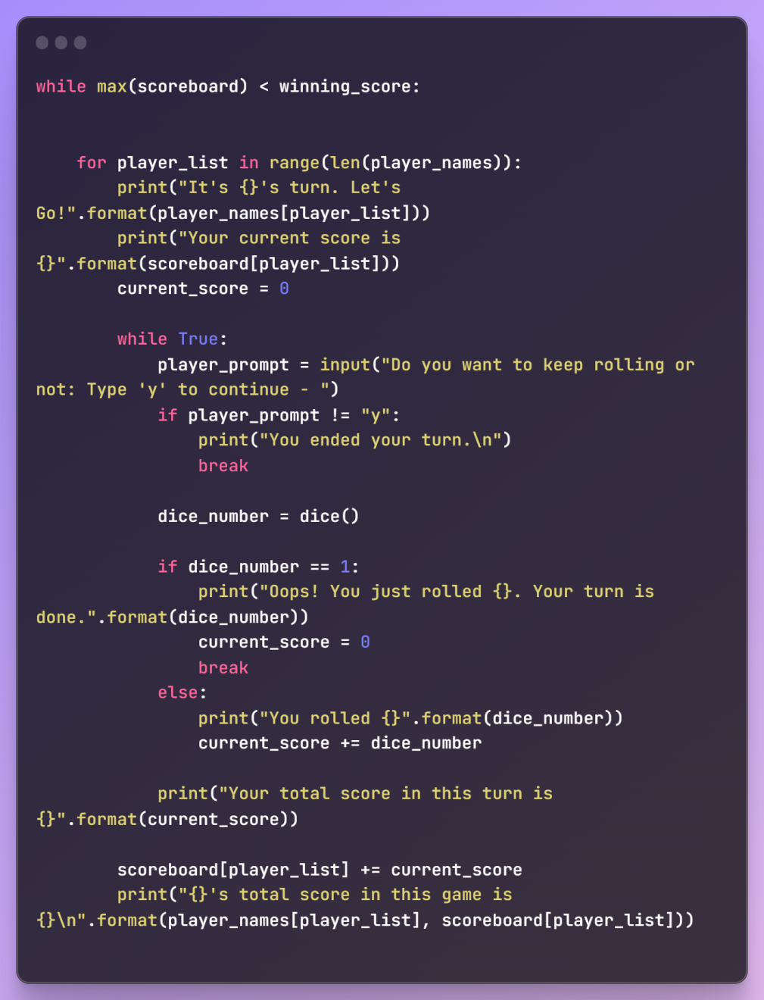 while max(scoreboard) < winning_score:
    for player_list in range(len(player_names)):
        print("It's {}'s turn. Let's
Go!".format(player_names[player_list]))
        print("Your current score is
{}".format(scoreboard[player_list]))
        current_score = 0
        while True:
            player_prompt = input("Do you want to keep rolling or
not: Type 'y' to continue - ")
            if player_prompt != "y":
                print("You ended your turn.\n")
                break
            dice_number = dice()
            if dice_number == 1:
                print("Oops! You just rolled {}. Your turn is
done.".format(dice_number))
                current_score = 0
                break
            else:
                print("You rolled {}".format(dice_number))
                current_score += dice_number
            print("Your total score in this turn is
{}".format(current_score))
        scoreboard[player_list] += current_score
        print("{}'s total score in this game is
{}\n".format(player_names[player_list], scoreboard[player_list]))